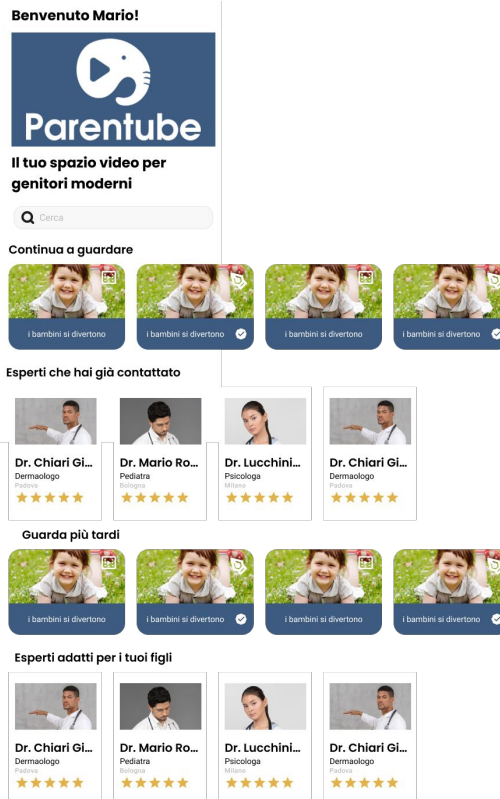 Benvenuto Mario!
Parentube
Il tuo spazio video per
genitori moderni
Cerca
Continua a guardare
i bambini si divertono
i bambini si divertono
i bambini si divertono
i bambini si divertono
Esperti che hai già contattato
Dr. Chiari Gi...
Dermaologo
Padova
Dr. Mario Ro...
Pediatra
Bologna
Dr. Lucchini...
Psicologa
Milano
Dr. Chiari Gi...
Dermaologo
Padova
Guarda più tardi
i bambini si divertono
i bambini si divertono
i bambini si divertono
i bambini si divertono
Esperti adatti per i tuoi figli
Dr. Chiari Gi...
Dermaologo
Padova
Dr. Mario Ro...
Pediatra
Bologna
Dr. Lucchini...
Psicologa
Milano
Dr. Chiari Gi...
Dermaologo
Padova